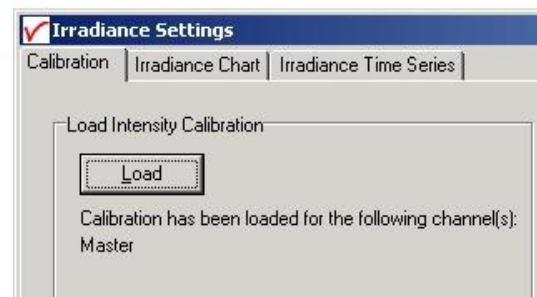 Irradiance Settings
Calibration Irradiance Chart Irradiance Time Series
Load Intensity Calibration
Load
Calibration has been loaded for the following channel(s):
Master